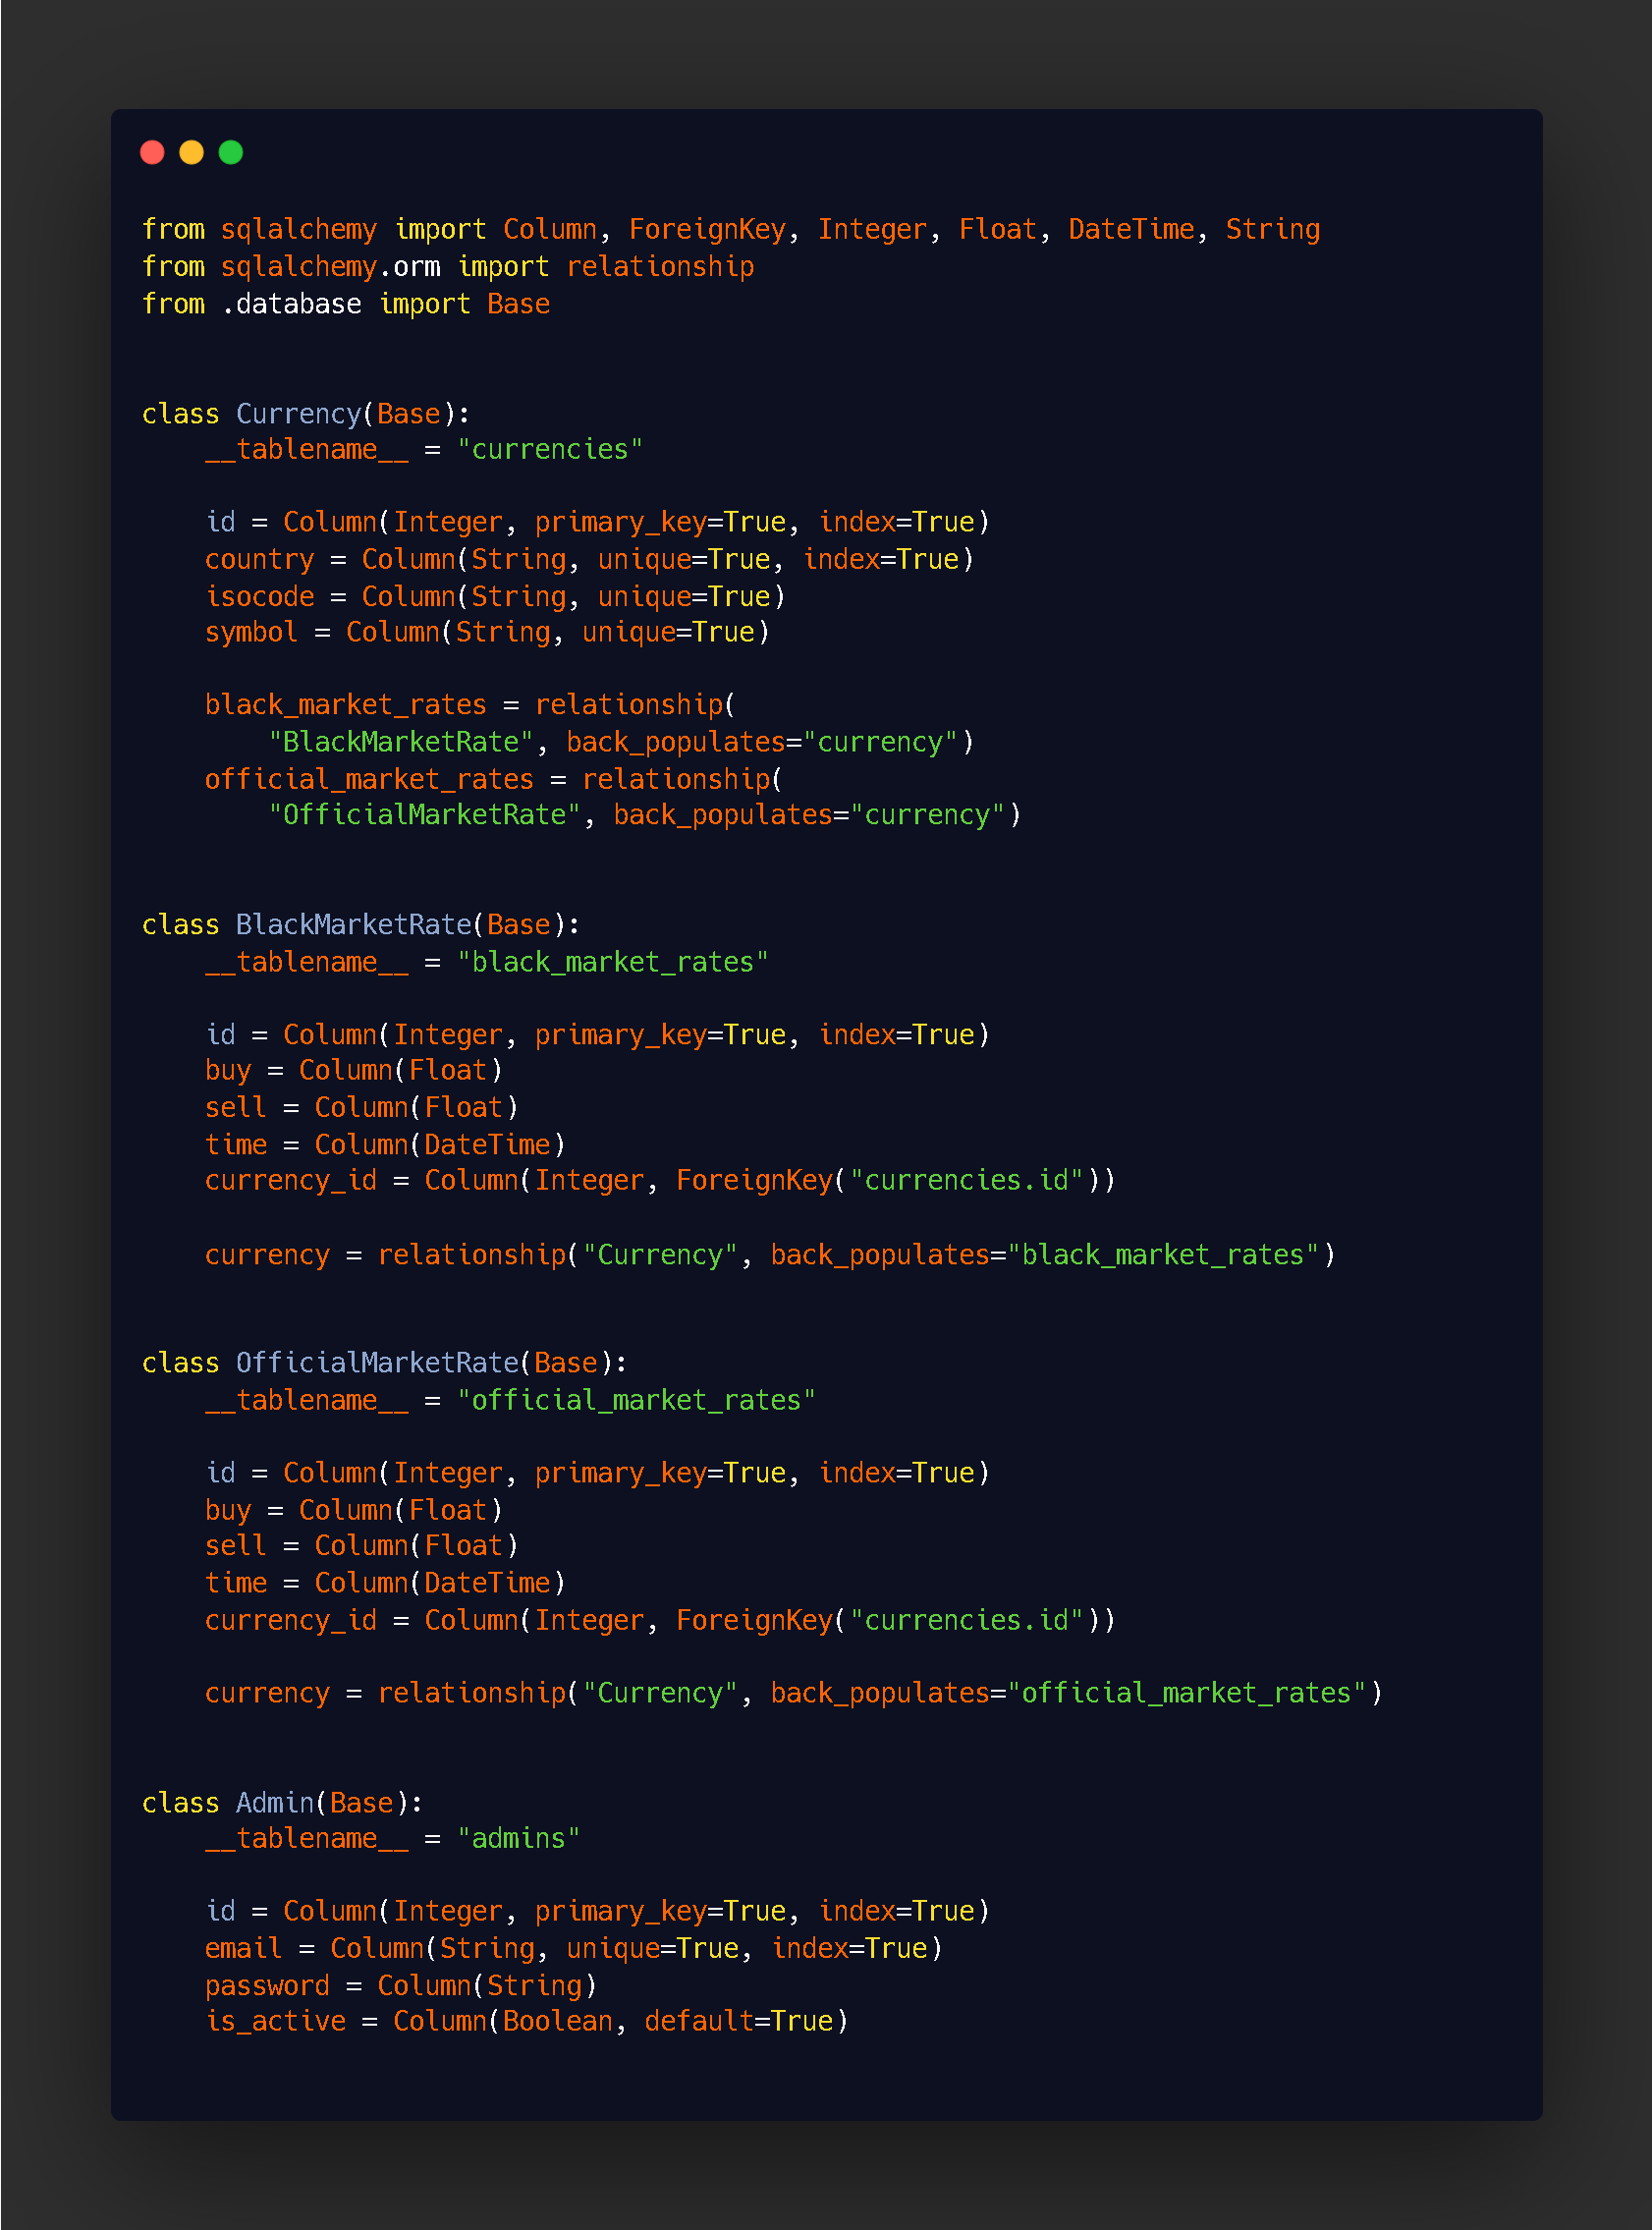 from sqlalchemy import Column, ForeignKey, Integer, Float, DateTime, String
from sqlalchemy.orm import relationship
from .database import Base
class Currency(Base):
    __tablename__ = "currencies"
    id = Column(Integer, primary_key=True, index=True)
    country = Column(String, unique=True, index=True)
    isocode = Column(String, unique=True)
    symbol = Column(String, unique=True)
    black_market_rates = relationship(
        "BlackMarketRate", back_populates="currency")
    official_market_rates = relationship(
        "OfficialMarketRate", back_populates="currency")
class BlackMarketRate(Base):
    __tablename__ = "black_market_rates"
    id = Column(Integer, primary_key=True, index=True)
    buy = Column(Float)
    sell = Column(Float)
    time = Column(DateTime)
    currency_id = Column(Integer, ForeignKey("currencies.id"))
    currency = relationship("Currency", back_populates="black_market_rates")
class OfficialMarketRate(Base):
    __tablename__ = "official_market_rates"
    id = Column(Integer, primary_key=True, index=True)
    buy = Column(Float)
    sell = Column(Float)
    time = Column(DateTime)
    currency_id = Column(Integer, ForeignKey("currencies.id"))
    currency = relationship("Currency", back_populates="official_market_rates")
class Admin(Base):
    __tablename__ = "admins"
    id = Column(Integer, primary_key=True, index=True)
    email = Column(String, unique=True, index=True)
    password = Column(String)
    is_active = Column(Boolean, default=True)